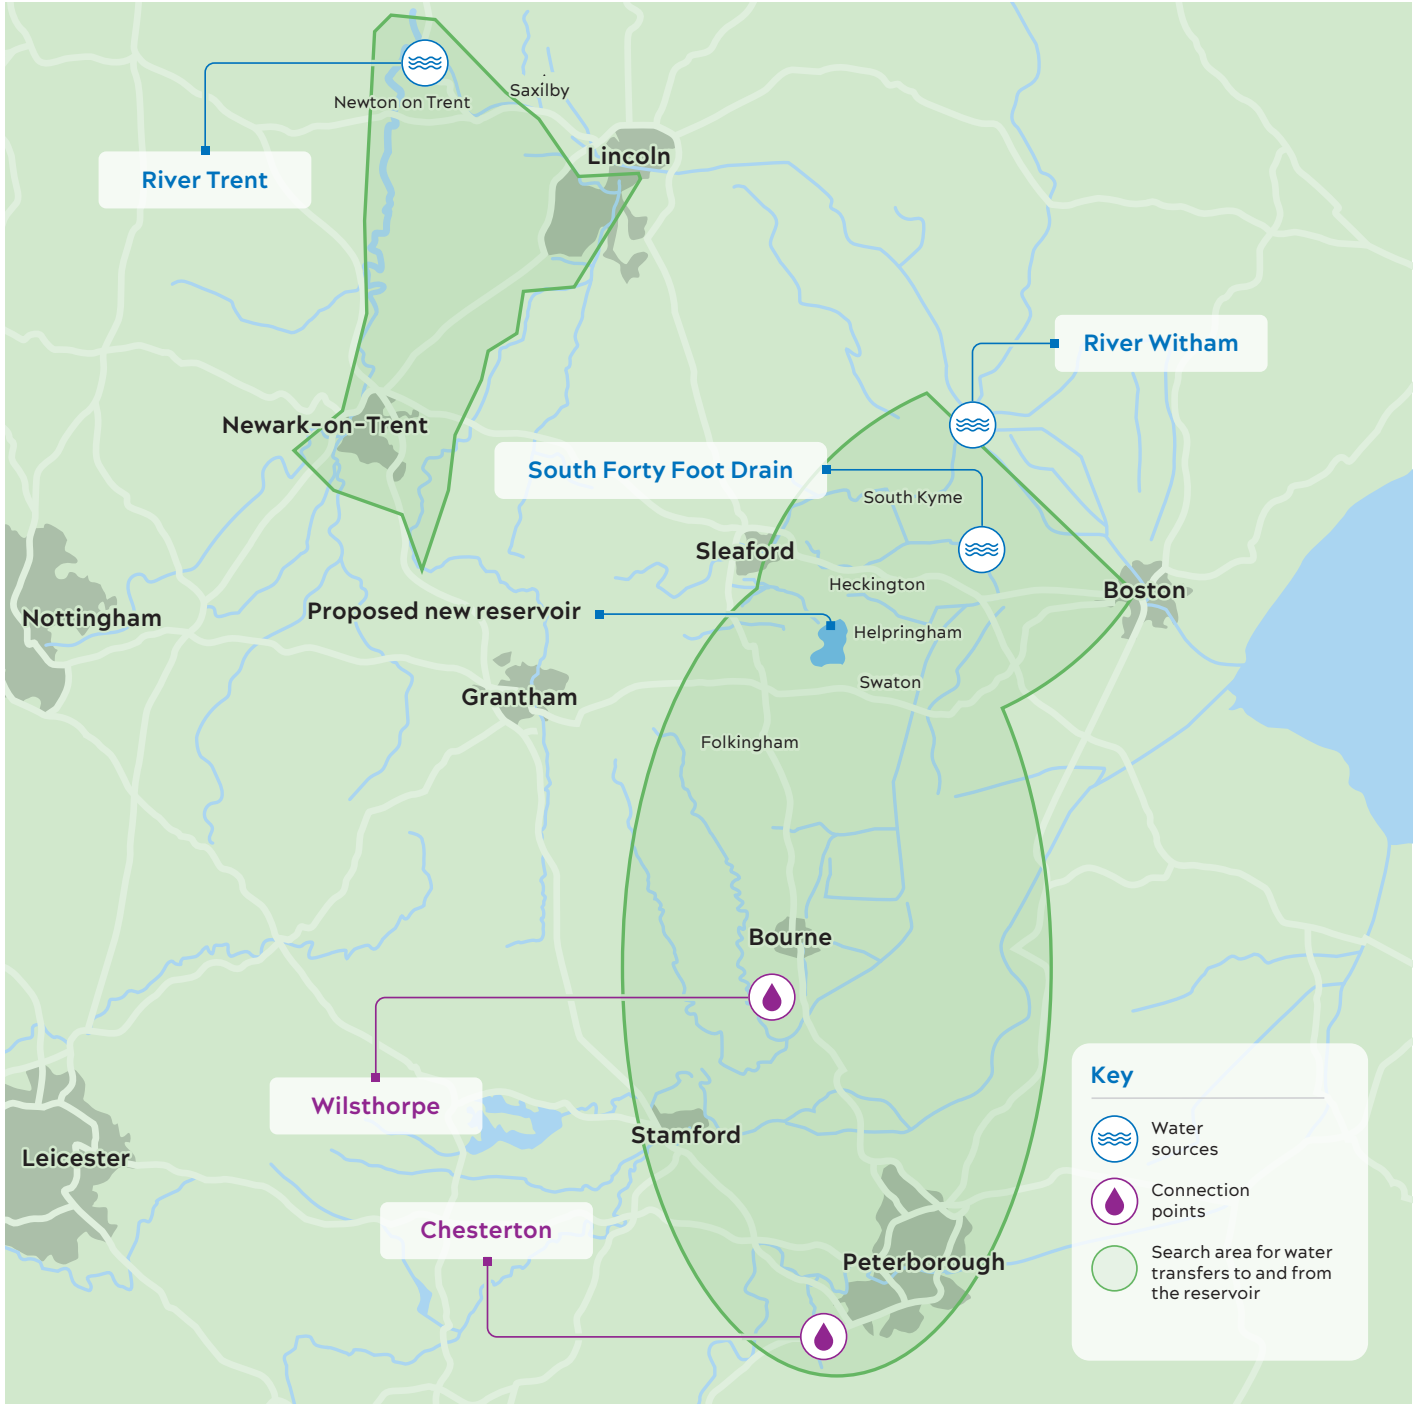 Saxilby
Newton on Trent
Lincoln
River Trent
River Witham
Newark-on-Trent
South Forty Foot Drain
South Kyme
Sleaford
Heckington
Boston
Proposed new reservoir
Nottingham
Helpringham
Swaton
Grantham
Folkingham
Bourne
Wilsthorpe
Stamford
Leicester
Chesterton
Peterborough
Key
Water
sources
Connection
points
Search area for water
transfers to and from
the reservoir